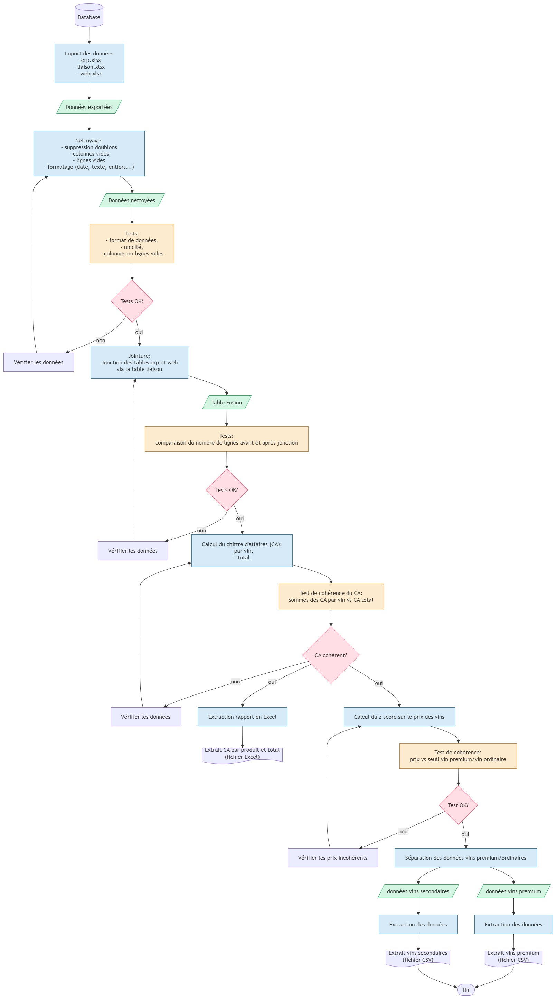 Database
Import des données
- erp.xlsx
- liaison.xlsx
- web.xlsx
Données exportées
Nettoyage:
- suppression doublons
- colonnes vides
- lignes vides
- formatage (date, texte, entiers...)
Données nettoyées
Tests:
- format de données,
- unicité,
- colonnes ou lignes vides
Tests OK?
oui
non
Vérifier les données
Jointure:
Jonction des tables erp et web
via la table liaison
Table Fusion
Tests:
comparaison du nombre de lignes avant et après jonction
Tests OK?
oui
non
Vérifier les données
Calcul du chiffre d'affaires (CA):
- par vin,
- total
Test de cohérence du CA:
sommes des CA par vin vs CA total
CA cohérent?
non
oui
oui
Vérifier les données
Extraction rapport en Excel
Calcul du z-score sur le prix des vins
Extrait CA par produit et total
(fichier Excel)
Test de cohérence:
prix vs seuil vin premium/vin ordinaire
Test OK?
non
oui
Vérifier les prix incohérents
Séparation des données vins premium/ordinaires
données vins secondaires
données vins premium
Extraction des données
Extraction des données
Extrait vins secondaires
(fichier CSV)
Extrait vins premium
(fichier CSV)
fin